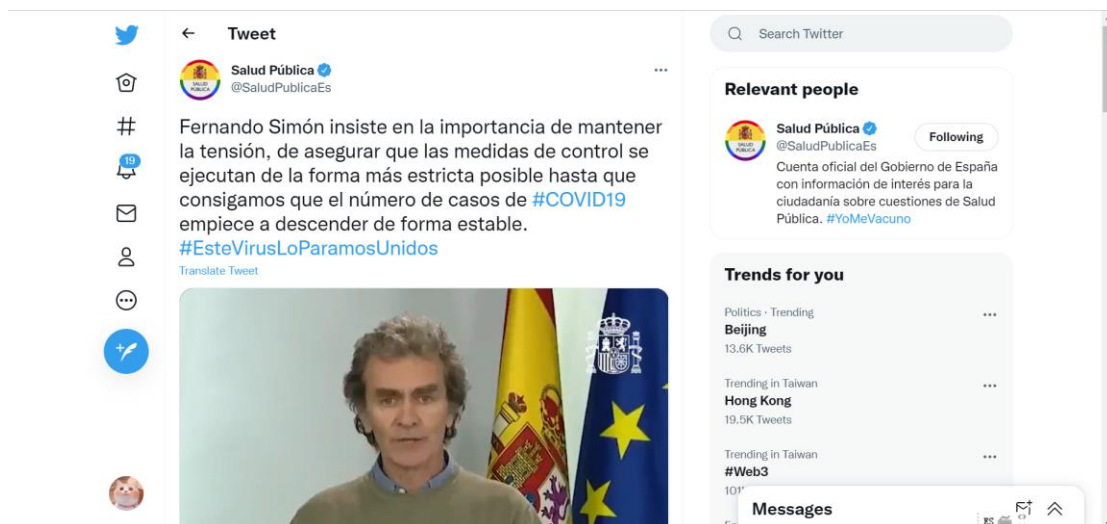 Tweet
Salud Pública
@SaludPublicaEs
Fernando Simón insiste en la importancia de mantener
la tensión, de asegurar que las medidas de control se
ejecutan de la forma más estricta posible hasta que
consigamos que el número de casos de #COVID19
empiece a descender de forma estable.
#EsteVirusLoParamosUnidos
Translate Tweet
19
SALUD
PÚBLICA
Search Twitter
Relevant people
SALUD
PÚBLICA
Salud Pública
@SaludPublicaEs
Following
Cuenta oficial del Gobierno de España
con información de interés para la
ciudadanía sobre cuestiones de Salud
Pública. #YoMeVacuno
Trends for you
Politics · Trending
Beijing
13.6K Tweets
Trending in Taiwan
Hong Kong
19.5K Tweets
Trending in Taiwan
#Web3
Messages